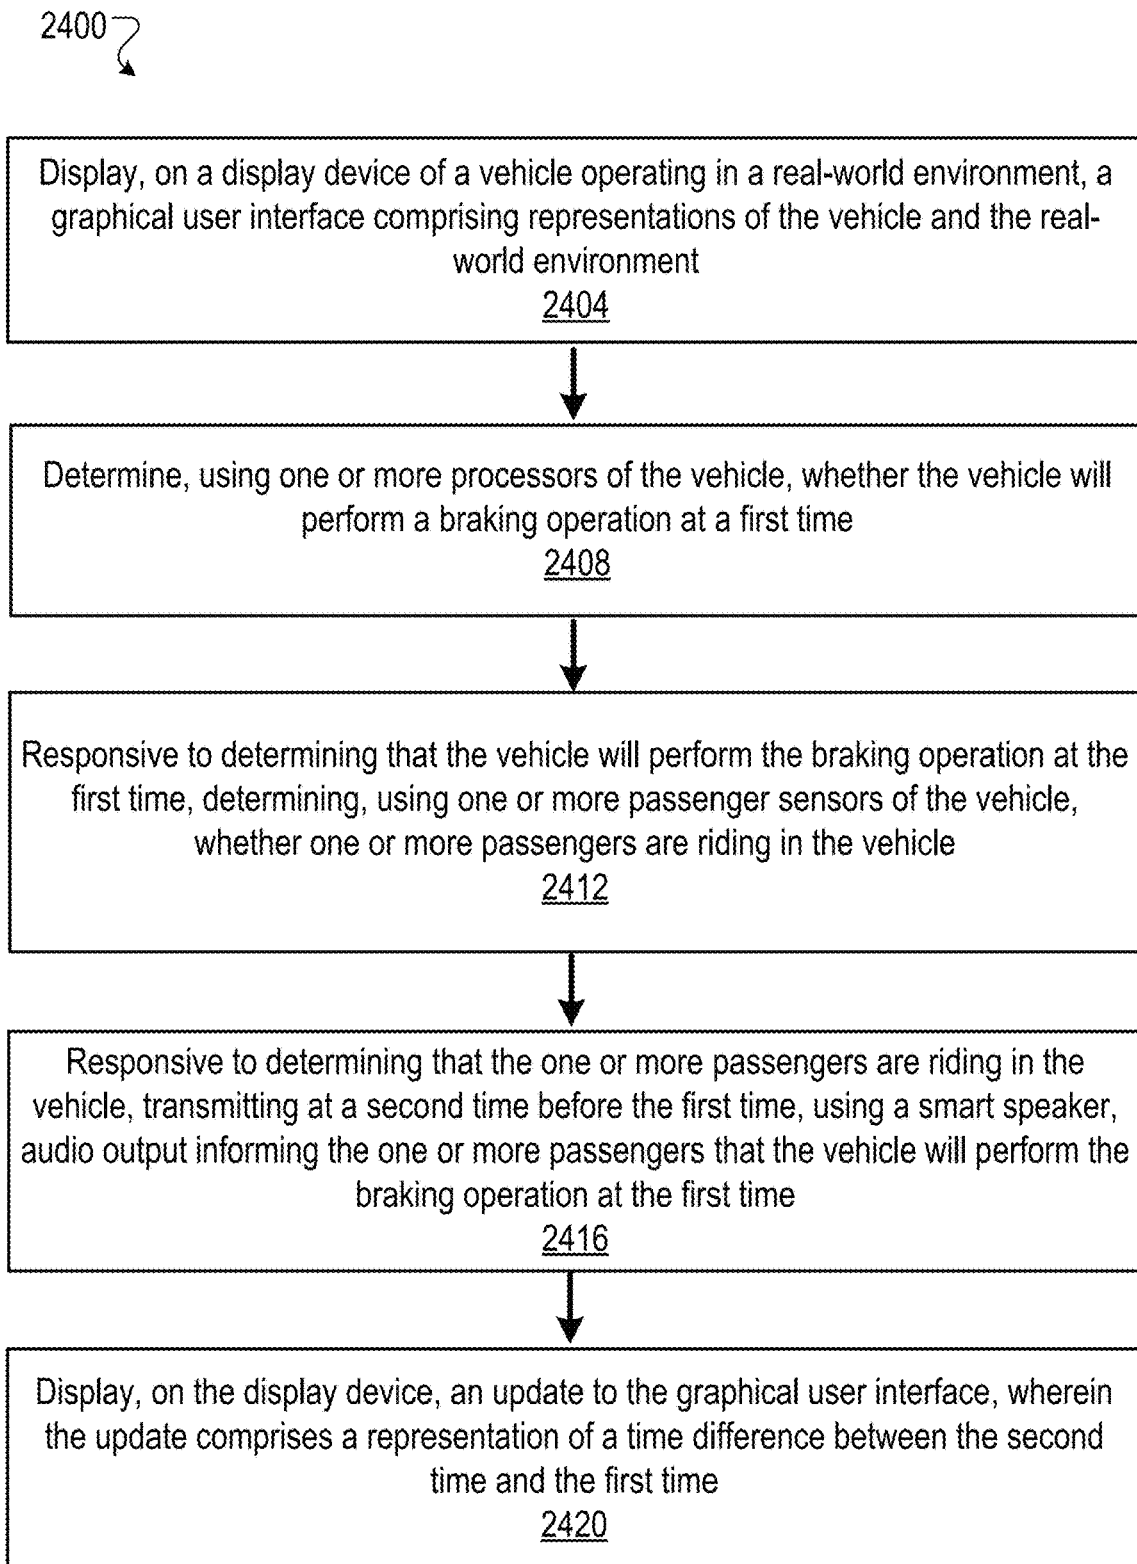 2400
Display, on a display device of a vehicle operating in a real-world environment, a
graphical user interface comprising representations of the vehicle and the real-
world environment
2404
Determine, using one or more processors of the vehicle, whether the vehicle will
perform a braking operation at a first time
2408
Responsive to determining that the vehicle will perform the braking operation at the
first time, determining, using one or more passenger sensors of the vehicle,
whether one or more passengers are riding in the vehicle
2412
Responsive to determining that the one or more passengers are riding in the
vehicle, transmitting at a second time before the first time, using a smart speaker,
audio output informing the one or more passengers that the vehicle will perform the
braking operation at the first time
2416
Display, on the display device, an update to the graphical user interface, wherein
the update comprises a representation of a time difference between the second
time and the first time
2420